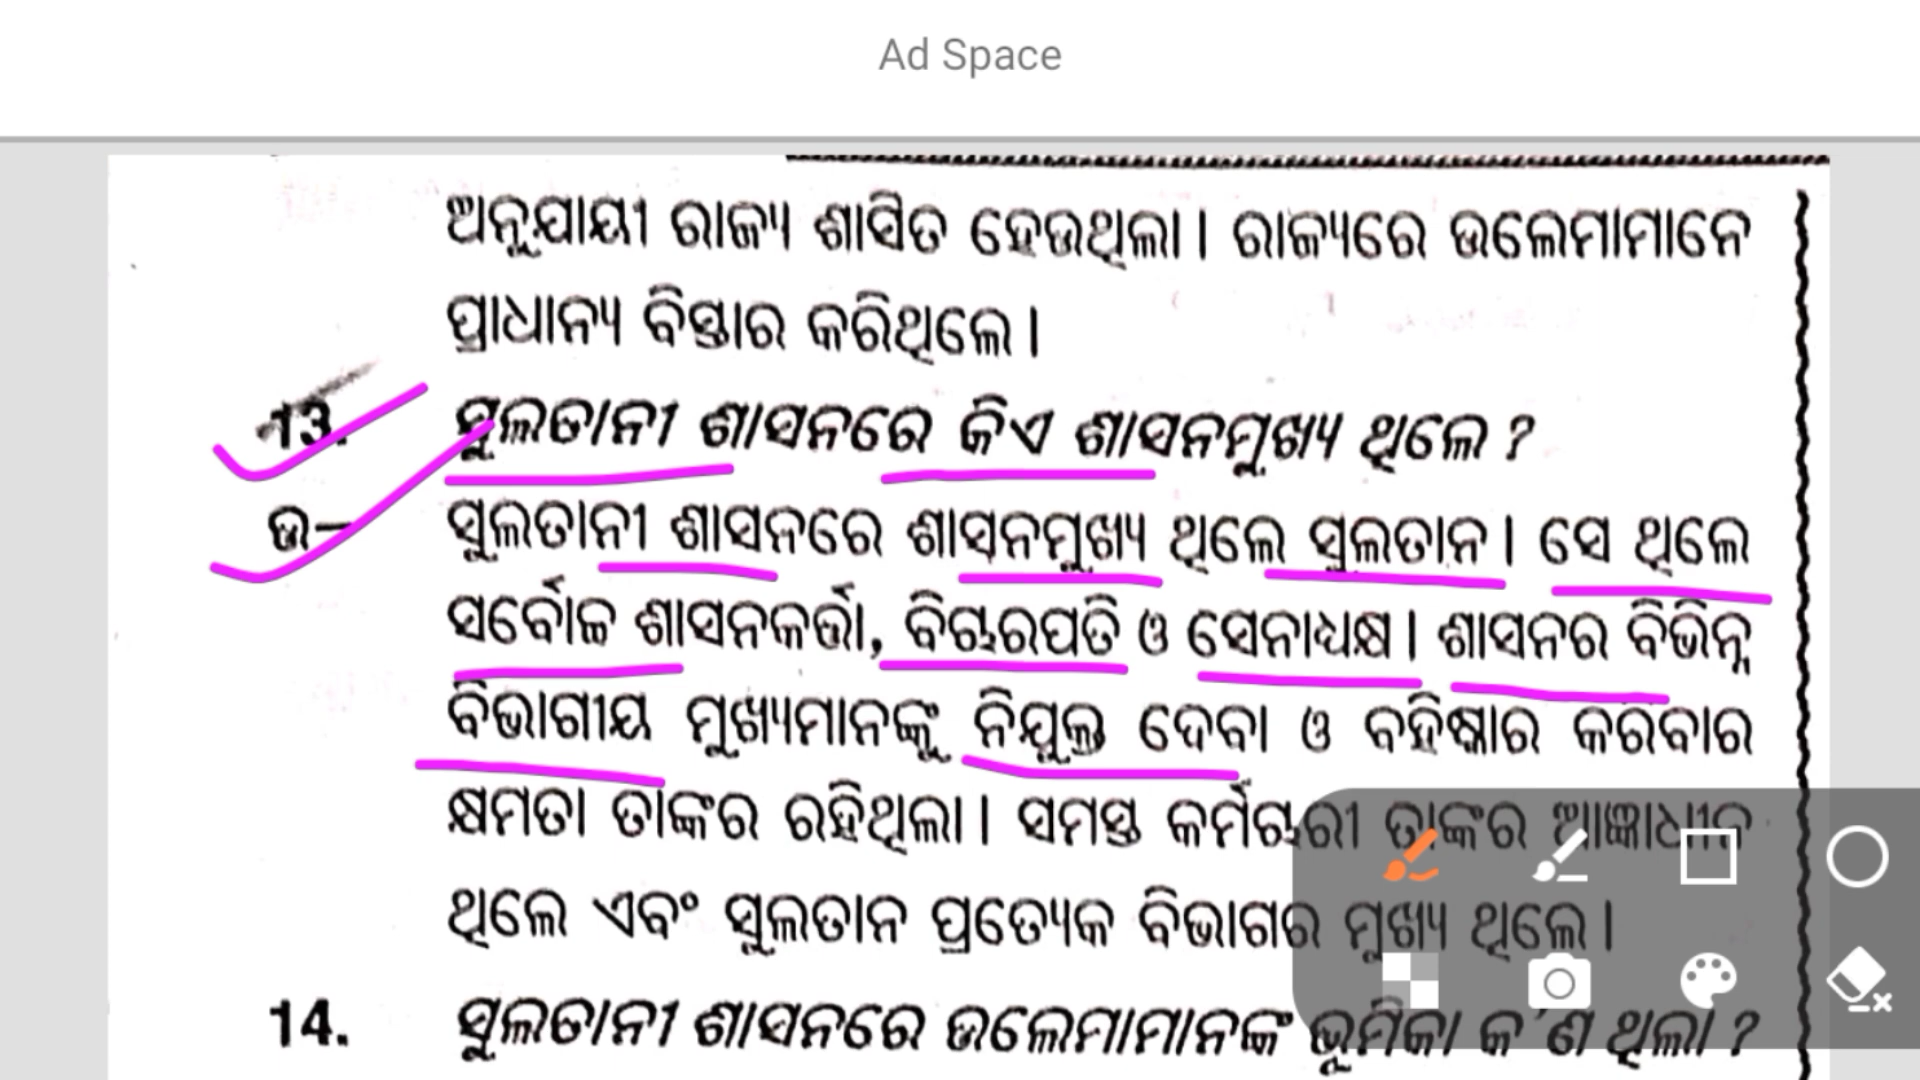 Ad Space
ଅନୁଯାୟୀ ରାଜ୍ୟ ଶାସିତ ହେଉଥିଲା। ରାଜ୍ୟରେ ଉଲେମାମାନେ
ପ୍ରାଧାନ୍ୟ ବିସ୍ତାର କରିଥିଲେ।
13. ସୁଲତାନୀ ଶାସନରେ କିଏ ଶାସନମୁଖ୍ୟ ଥିଲେ ?
ଉ– ସୁଲତାନୀ ଶାସନରେ ଶାସନମୁଖ୍ୟ ଥିଲେ ସୁଲତାନ। ସେ ଥିଲେ
ସର୍ବୋଚ୍ଚ ଶାସନକର୍ତ୍ତା, ବିଚାରପତି ଓ ସେନାଧ୍ୟକ୍ଷ। ଶାସନର ବିଭିନ୍ନ
ବିଭାଗୀୟ ମୁଖ୍ୟମାନଙ୍କୁ ନିଯୁକ୍ତ ଦେବା ଓ ବହିଷ୍କାର କରିବାର
କ୍ଷମତା ତାଙ୍କର ରହିଥିଲା। ସମସ୍ତ କର୍ମଚାରୀ ତାଙ୍କର ଆଜ୍ଞାଧୀନ
ଥିଲେ ଏବଂ ସୁଲତାନ ପ୍ରତ୍ୟେକ ବିଭାଗର ମୁଖ୍ୟ ଥିଲେ।
14. ସୁଲତାନୀ ଶାସନରେ ଉଲେମାମାନଙ୍କ ଭୂମିକା କ'ଣ ଥିଲା ?